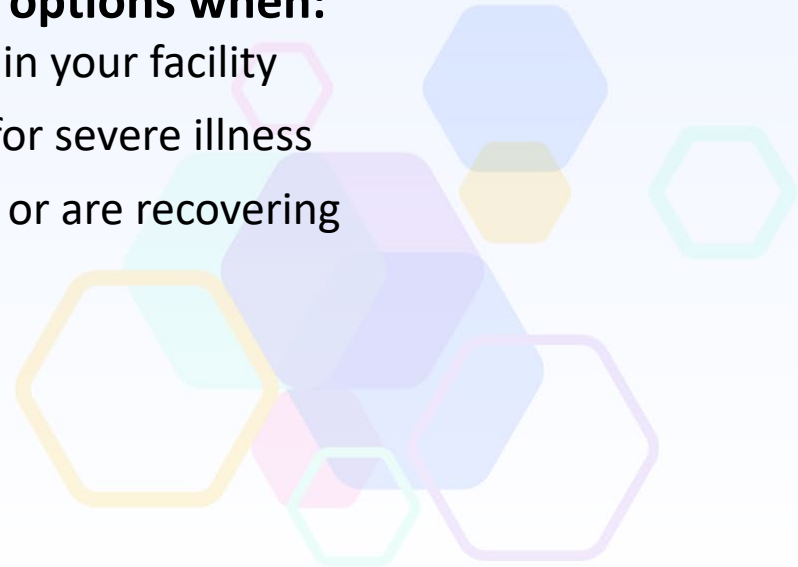 options when:
in your facility
for severe illness
or are recovering